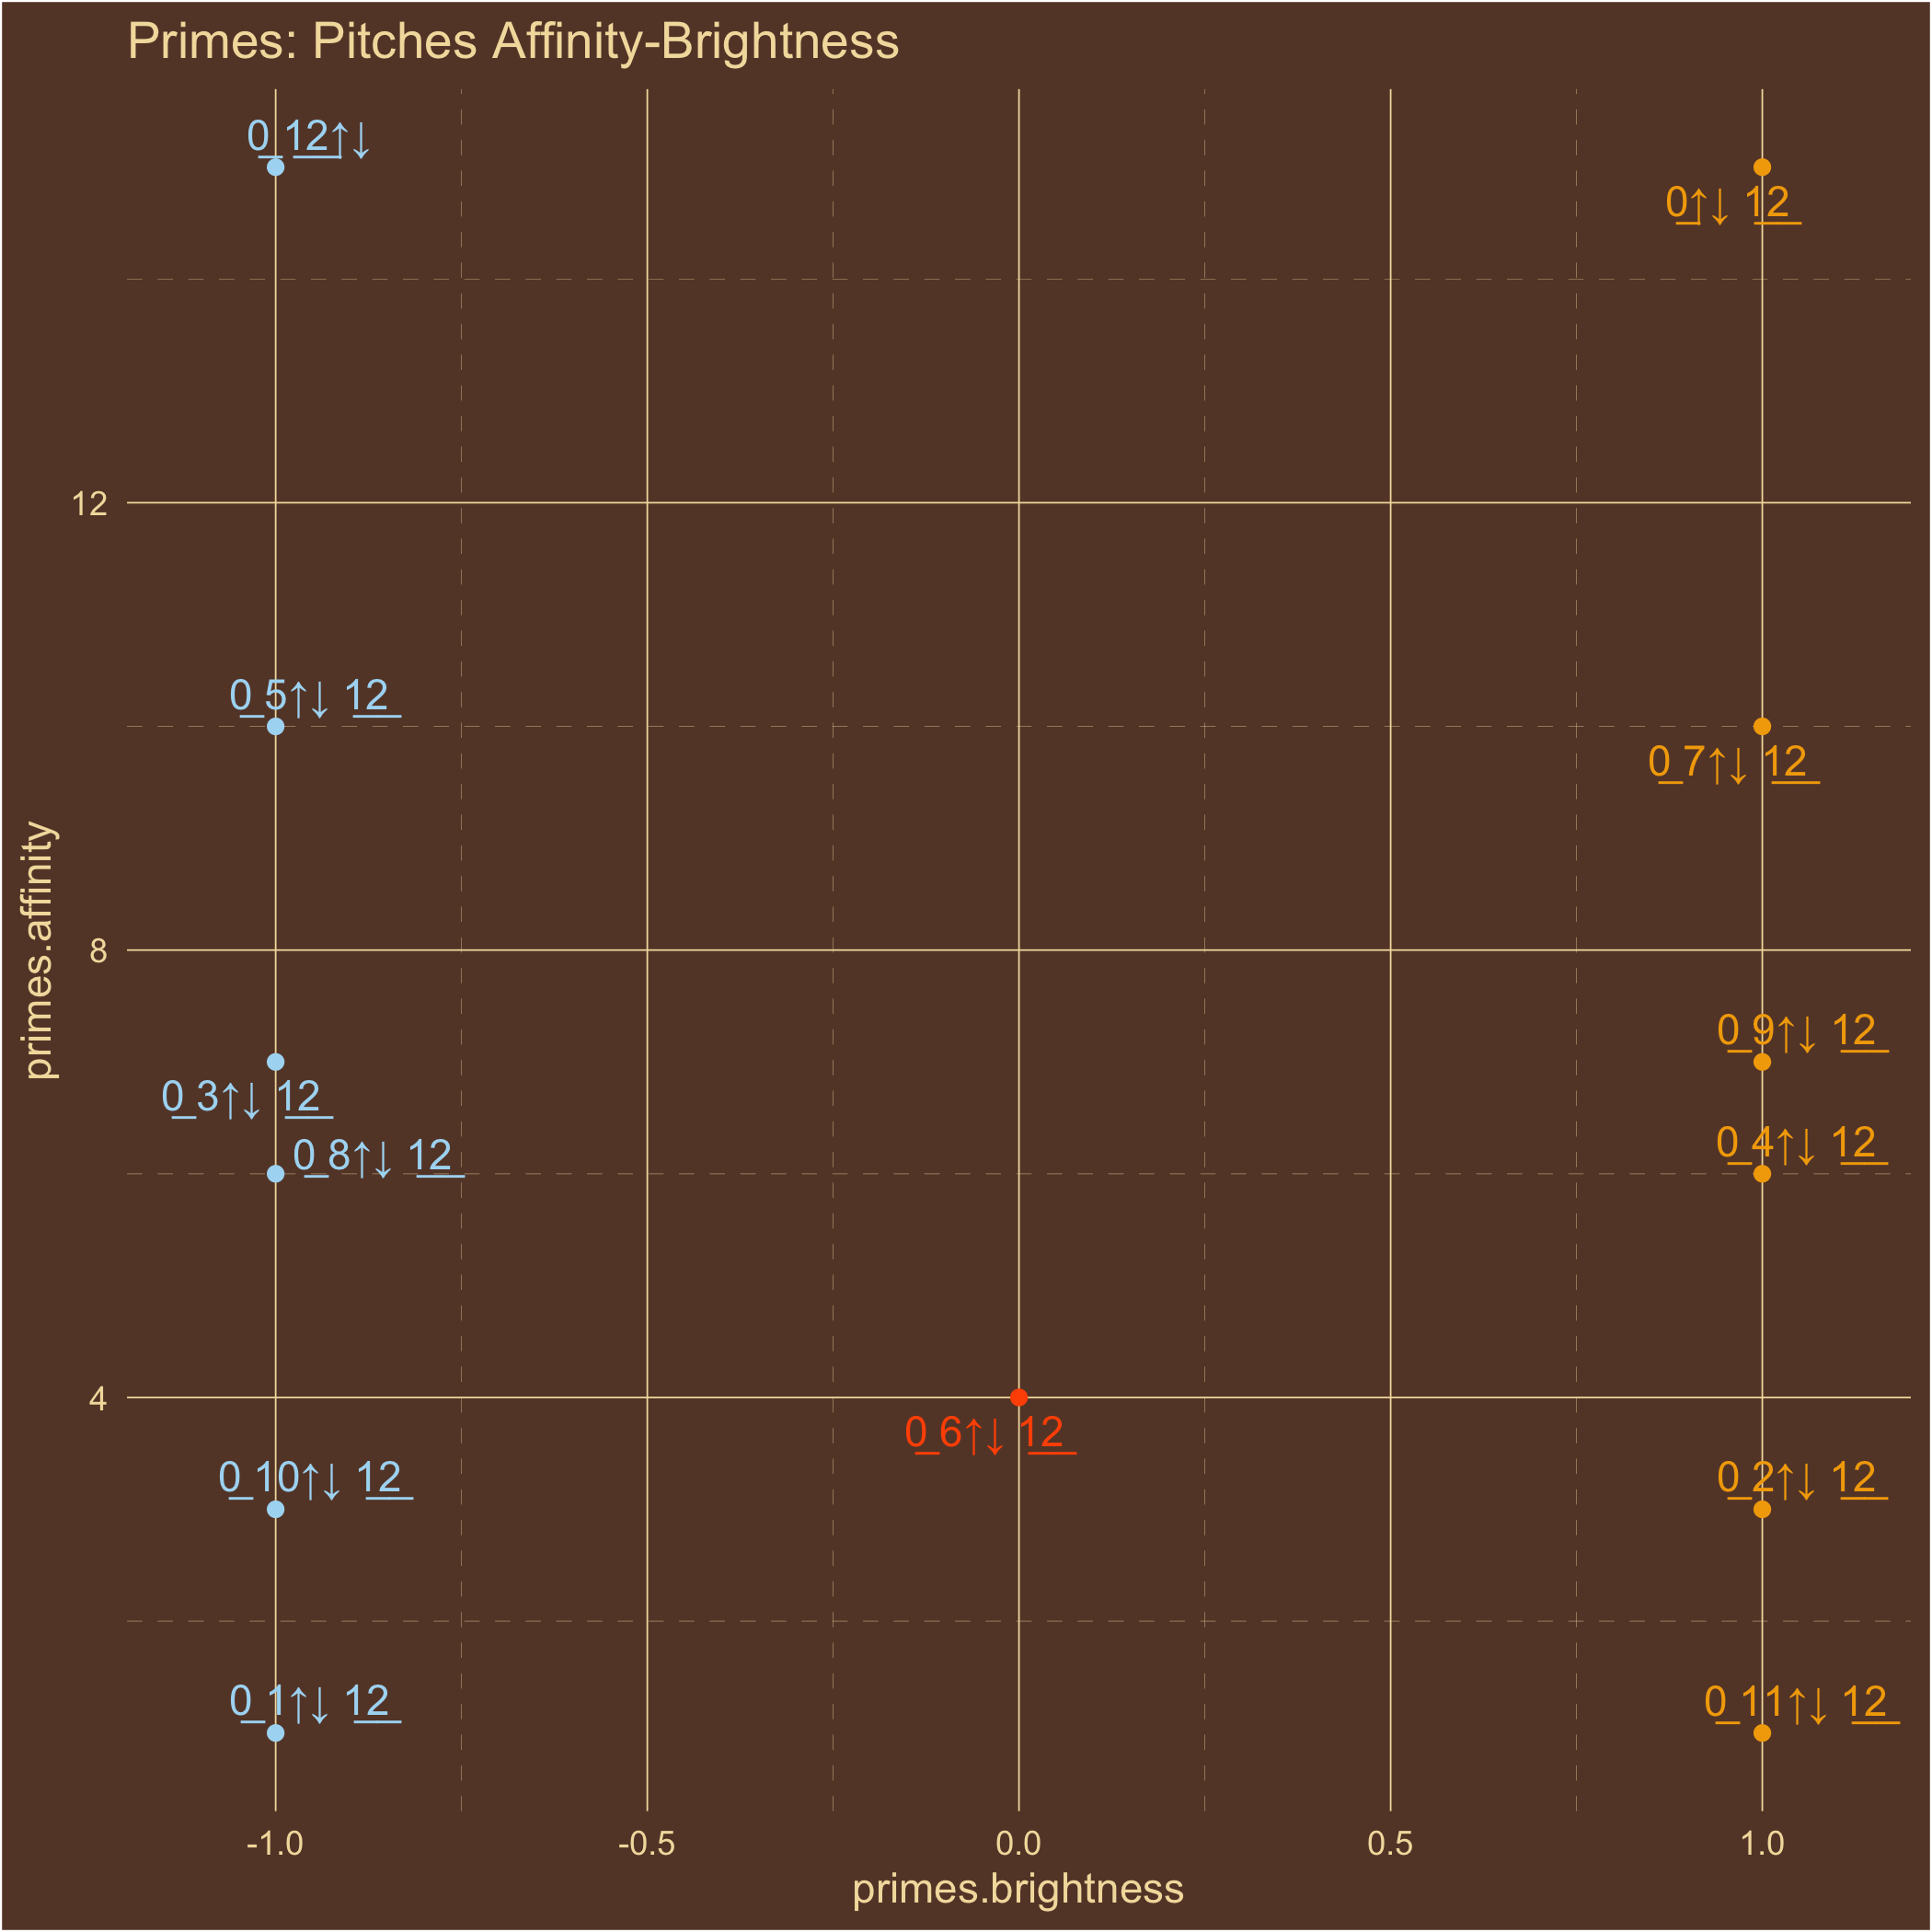 Primes: Pitches Affinity-Brightness
0 12↑↓
0↑↓ 12
12
0 5↑↓ 12
0 7↑↓ 12
primes.affinity
8
0 9↑↓ 12
0 3↑↓ 12
0 8↑↓ 12
0 4↑↓ 12
4
0 6↑↓ 12
0 10↑↓ 12
0 2↑↓ 12
0 1↑↓ 12
0 11↑↓ 12
-1.0 -0.5 0.0 0.5 1.0
primes.brightness